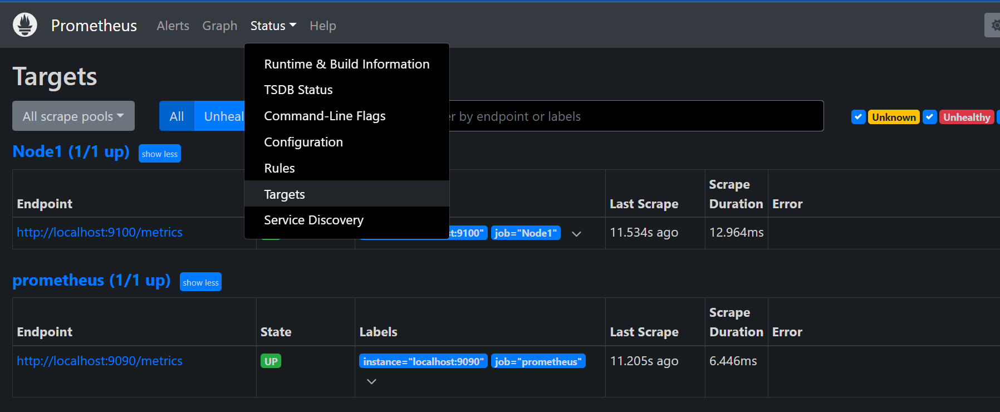 Prometheus Alerts Graph Status Help
Runtime & Build Information
TSDB Status
Command-Line Flags
Configuration
Rules
Targets
Service Discovery
Targets
All scrape pools All by endpoint or labels Unknown Unhealthy
Node1 (1/1 up) show less
Endpoint Last Scrape Scrape Duration Error
http://localhost:9100/metrics job="Node1" 11.534s ago 12.964ms
prometheus (1/1 up) show less
Endpoint State Labels Last Scrape Scrape Duration Error
http://localhost:9090/metrics UP instance="localhost:9090" job="prometheus" 11.205s ago 6.446ms